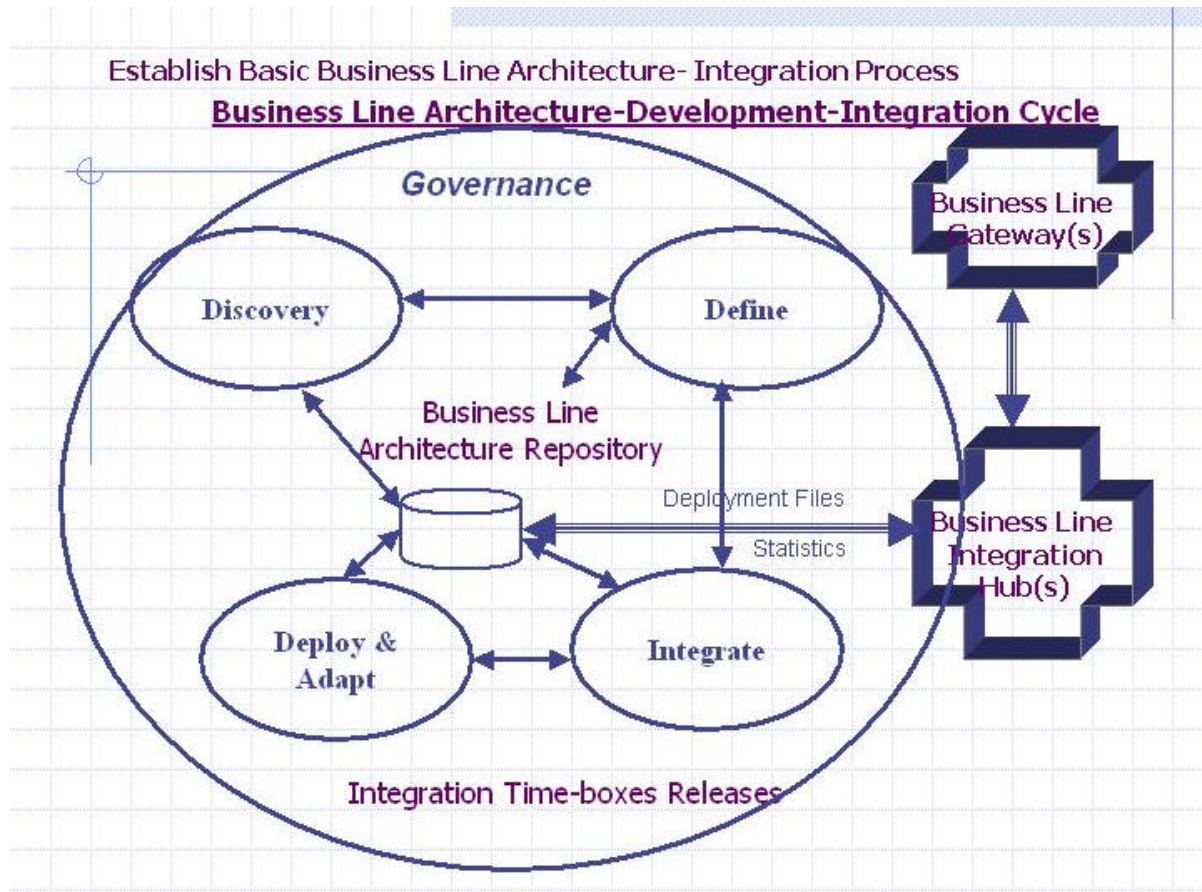 Establish Basic Business Line Architecture- Integration Process
Business Line Architecture-Development-Integration Cycle
Governance
Business Line
Gateway(s)
Discovery
Define
Business Line
Architecture Repository
Deployment Files
Statistics
Business Line
Integration
Hub(s)
Deploy &
Adapt
Integrate
Integration Time-boxes Releases